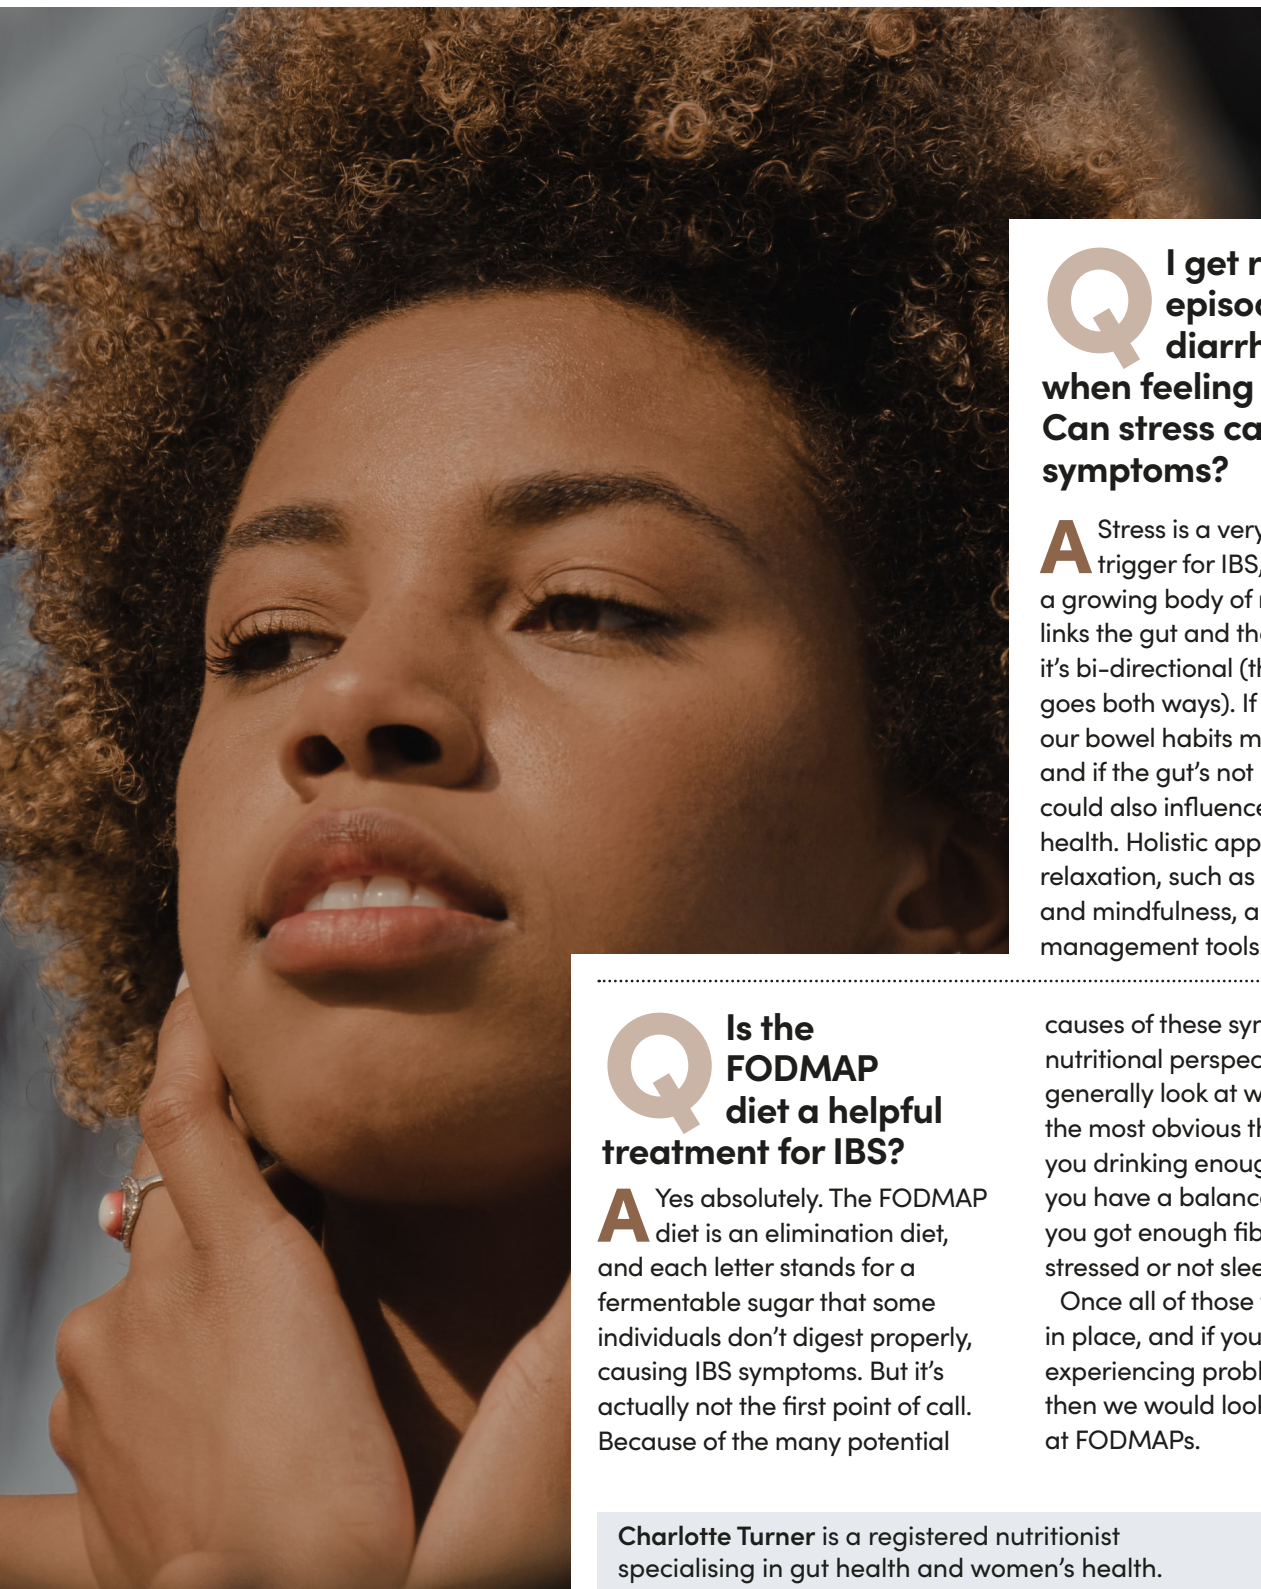 Q I get
episo
diarrh
when feeling
Can stress ca
symptoms?
A Stress is a very
trigger for IBS,
a growing body of
links the gut and the
it's bi-directional (th
goes both ways). If
our bowel habits m
and if the gut's not
could also influence
health. Holistic app
relaxation, such as
and mindfulness, a
management tools.
Q Is the
FODMAP
diet a helpful
treatment for IBS?
A Yes absolutely. The FODMAP
diet is an elimination diet,
and each letter stands for a
fermentable sugar that some
individuals don't digest properly,
causing IBS symptoms. But it's
actually not the first point of call.
Because of the many potential
causes of these syr
nutritional perspec
generally look at w
the most obvious th
you drinking enoug
you have a balance
you got enough fib
stressed or not slee
Once all of those
in place, and if you
experiencing probl
then we would look
at FODMAPs.
Charlotte Turner is a registered nutritionist
specialising in gut health and women's health.